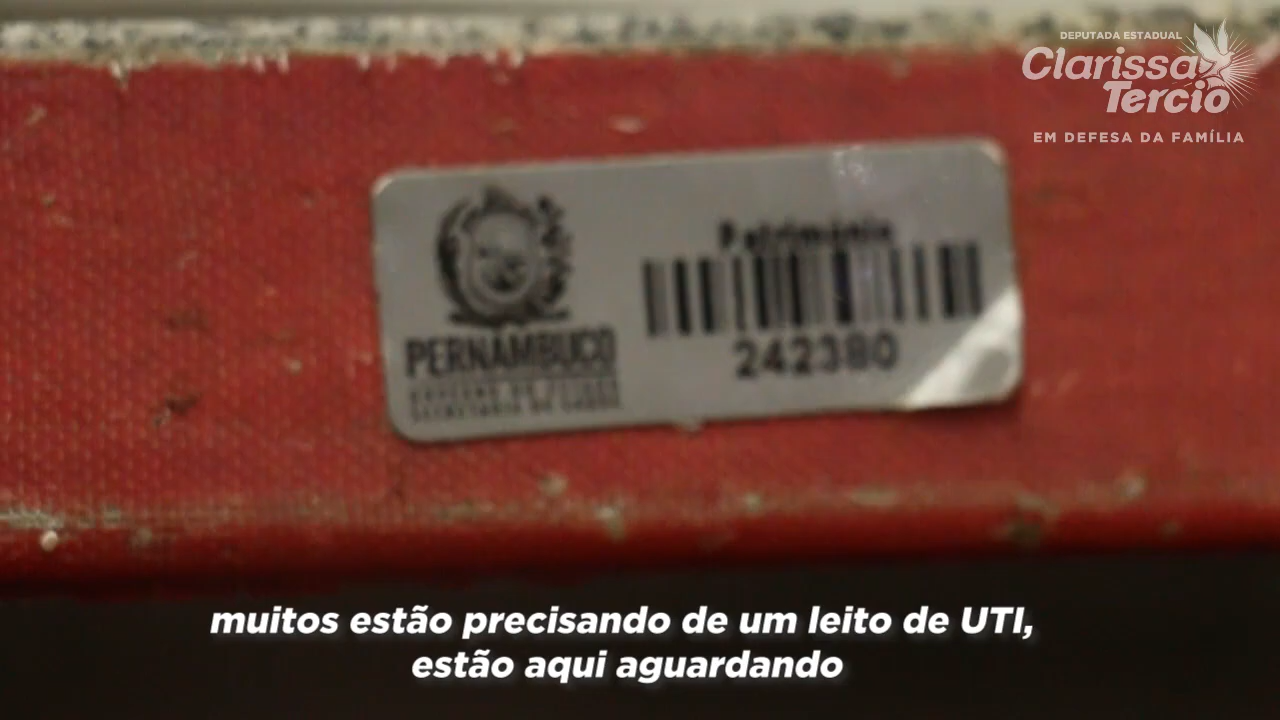 DEPUTADA ESTADUAL
Clarissa
Tercio
EM DEFESA DA FAMÍLIA
Patrimônio
242380
PERNAMBUCO
muitos estão precisando de um leito de UTI,
estão aqui aguardando